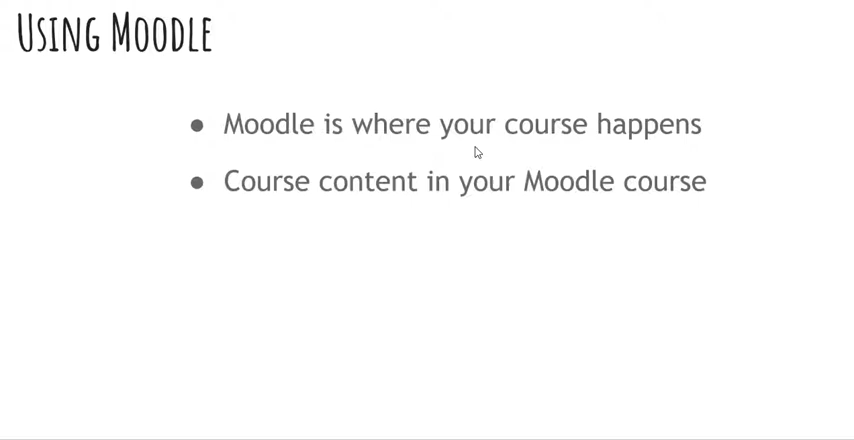 Using Moodle
● Moodle is where your course happens
● Course content in your Moodle course